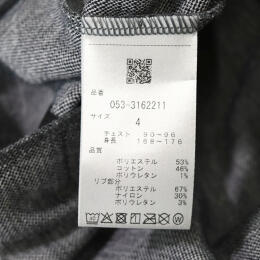 品番
053-3162211
サイズ
4
チェスト 90～96
身長 168～176
品質
ポリエステル 53%
コットン 46%
ポリウレタン 1%
リブ部分
ポリエステル 67%
ナイロン 30%
ポリウレタン 3%